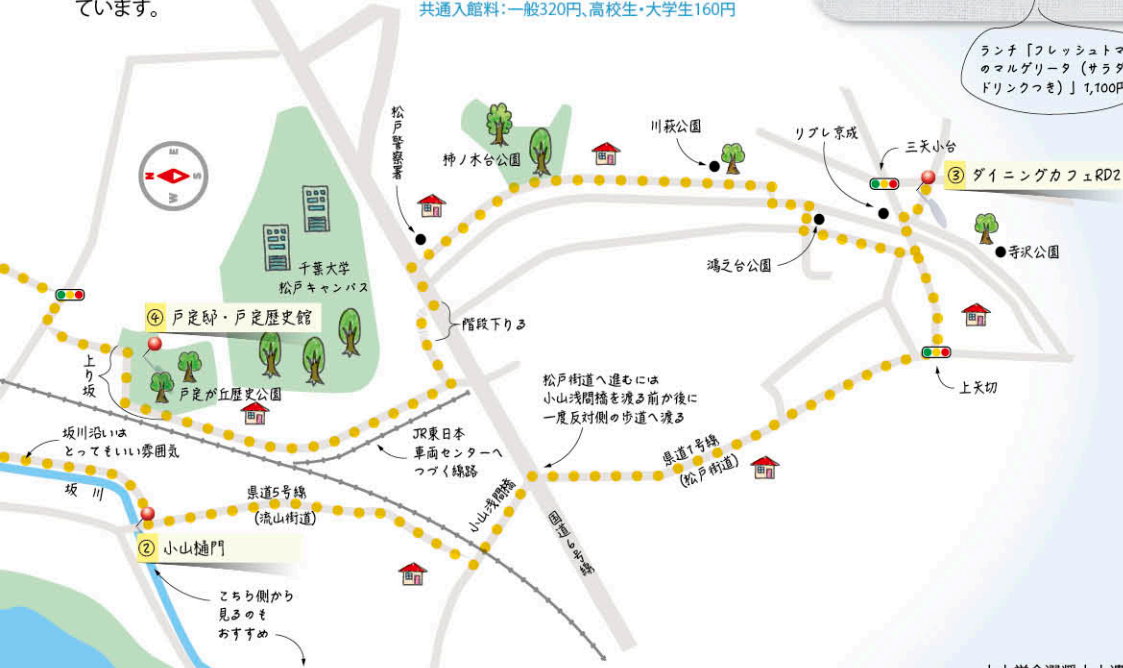 ています。
共通入館料：一般320円、高校生・大学生160円
ランチ「フレッシュトマ
のマルゲリータ（サラダ
ドリンクつき）」1,100円
松戸警察署
柿ノ木台公園
川萩公園
リブレ京成
三矢小台
③ ダイニングカフェRD2
寺沢公園
鴻之台公園
N
E
S
W
千葉大学
松戸キャンパス
④ 戸定邸・戸定歴史館
階段下りる
上り坂
戸定が丘歴史公園
上矢切
松戸街道へ進むには
小山浅間橋を渡る前か後に
一度反対側の歩道へ渡る
坂川沿いは
とってもいい雰囲気
JR東日本
車両センターへ
つづく線路
県道1号線
（松戸街道）
坂川
県道5号線
（流山街道）
小山浅間橋
国道6号線
② 小山樋門
こちら側から
見るのも
おすすめ